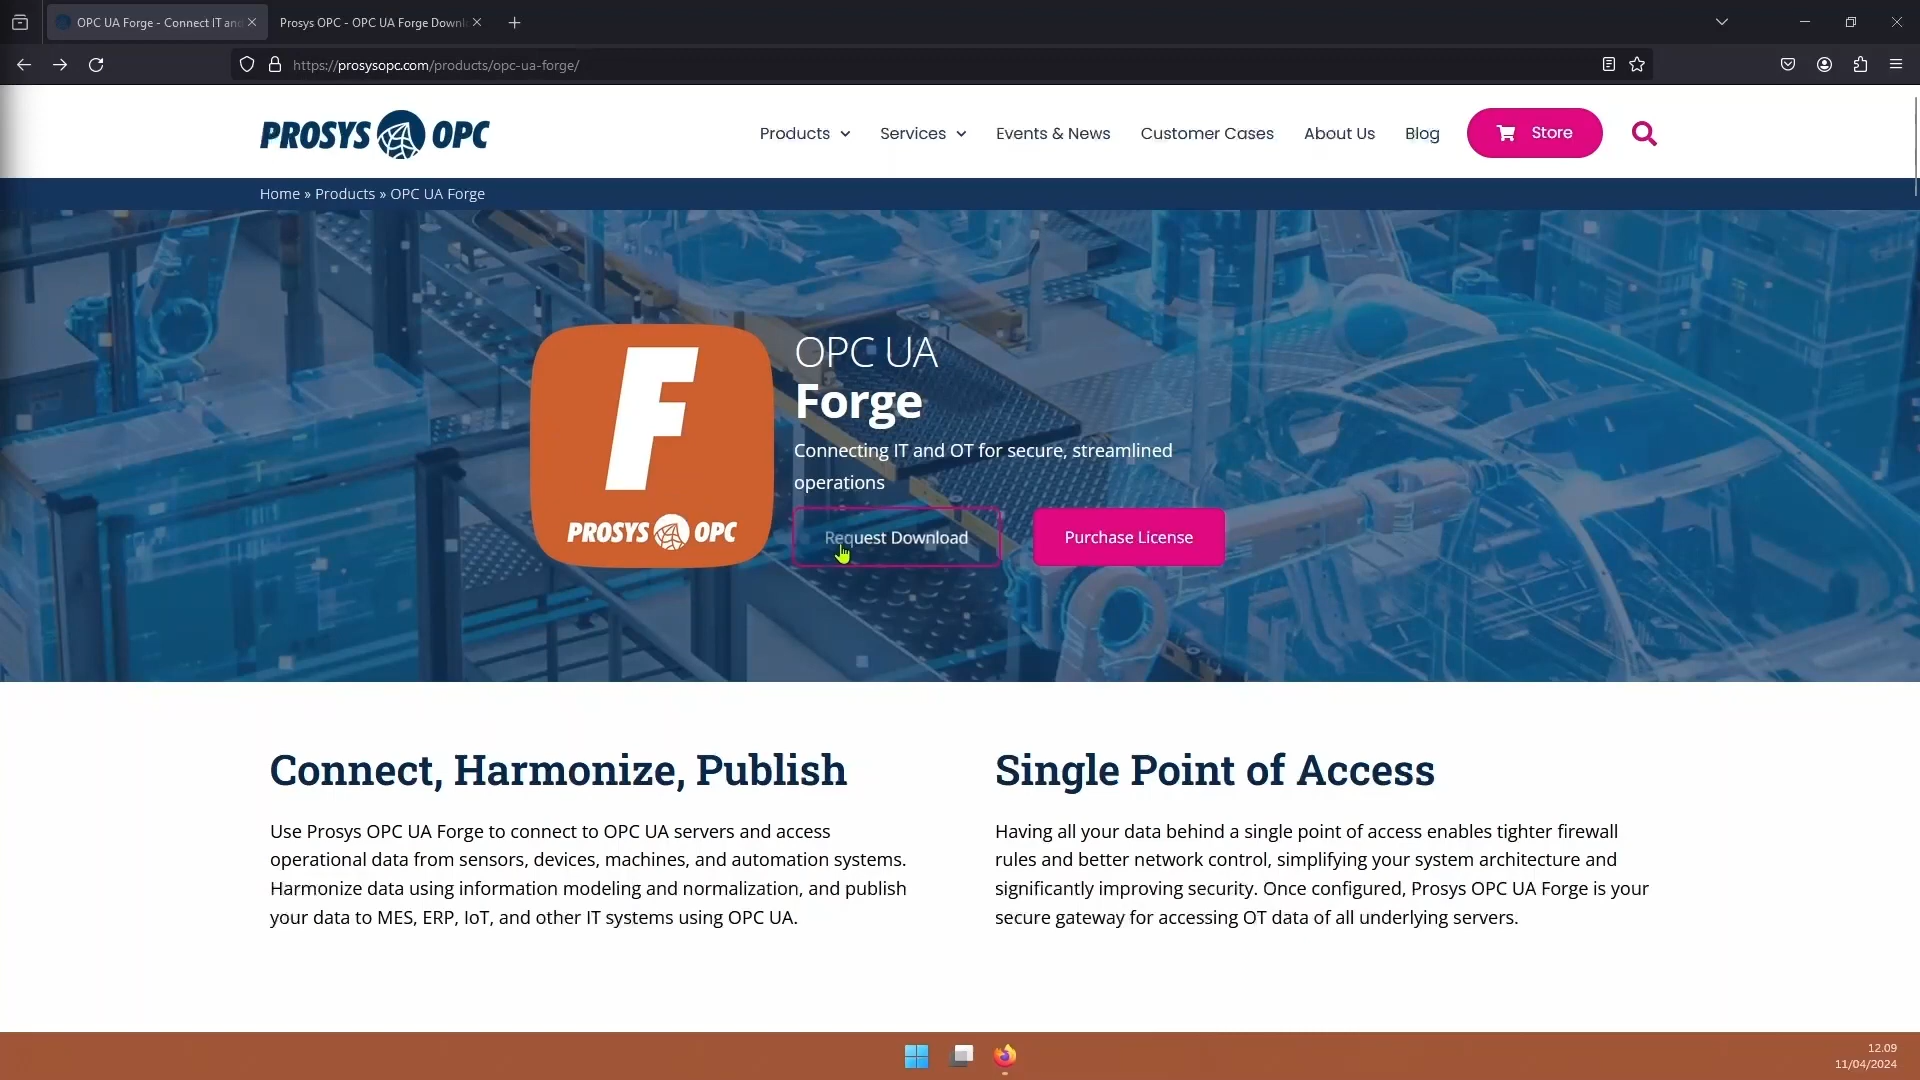 OPC UA Forge - Connect IT and
Prosys OPC - OPC UA Forge Downl
https://prosysopc.com/products/opc-ua-forge/
PROSYS OPC
Products
Services
Events & News
Customer Cases
About Us
Blog
Store
Home » Products » OPC UA Forge
F
PROSYS OPC
OPC UA
Forge
Connecting IT and OT for secure, streamlined
operations
Request Download
Purchase License
Connect, Harmonize, Publish
Use Prosys OPC UA Forge to connect to OPC UA servers and access
operational data from sensors, devices, machines, and automation systems.
Harmonize data using information modeling and normalization, and publish
your data to MES, ERP, IoT, and other IT systems using OPC UA.
Single Point of Access
Having all your data behind a single point of access enables tighter firewall
rules and better network control, simplifying your system architecture and
significantly improving security. Once configured, Prosys OPC UA Forge is your
secure gateway for accessing OT data of all underlying servers.
12.09
11/04/2024